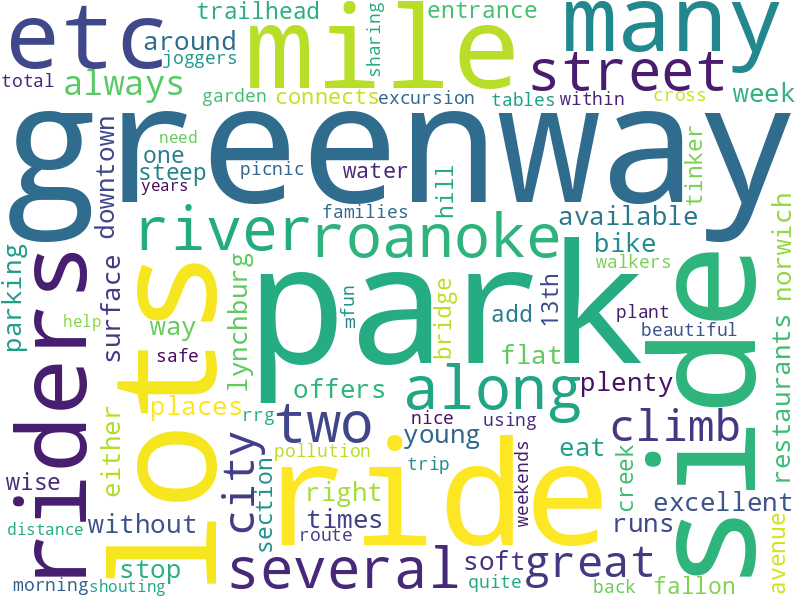 etc
trailhead
around
joggers
total
always
mile
sharing
entrance
many
street
garden
connects
excursion
tables
within
cross
week
greenway
need
one
steep
years
downtown
picnic
water
families
hill
tinker
river
roanoke
available
bike
walkers
norwich
parking
riders
surface
help
lots
way
safe
lynchburg
park
mfun
bridge
add
13th
plant
beautiful
side
flat
restaurants
offers
along
plenty
places
rrg
two
nice
using
young
climb
either
wise
city
pollution
trip
weekends
eat
creek
excellent
distance
without
section
ride
right
times
route
runs
avenue
morning
shouting
stop
several
soft
quite
great
back
fallon